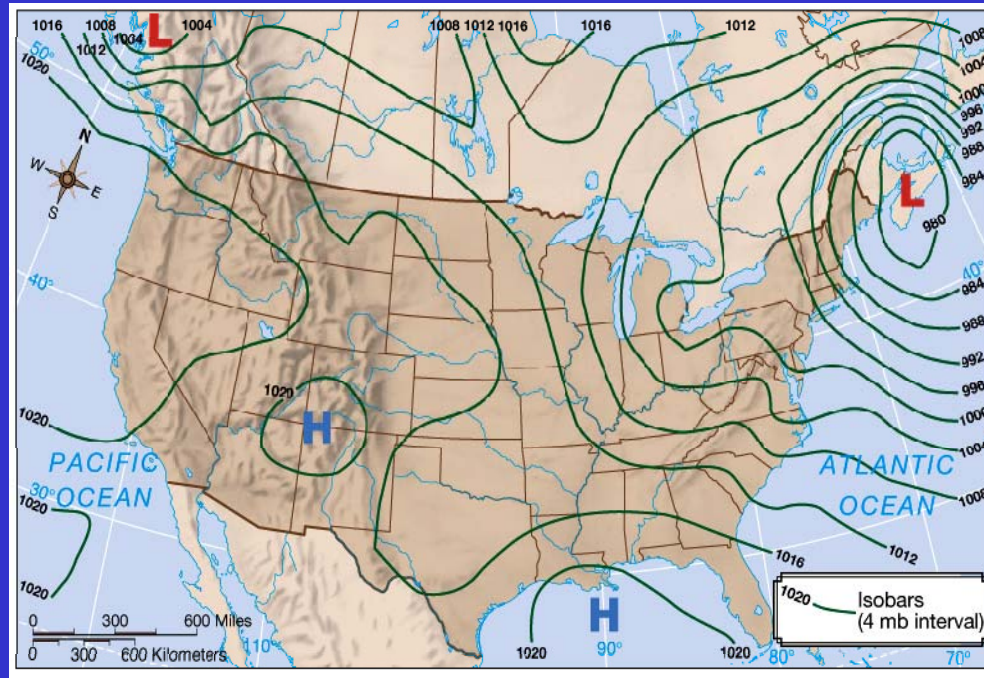 1016 1008 1004 1008 1012 1016 1016 1012 1008
1004 L
1012
50°
1020
1004
1000
996
992
988
984
N
W E
S
L
980
40°
40°
984
988
992
996
1000
1020
H
1020
1004
PACIFIC
OCEAN
ATLANTIC
OCEAN
30°
1020
1008
1012
1016
1020
H
1020 1020
90° 80° 70°
110°
0 300 600 Miles
0 300 600 Kilometers
1020 Isobars
(4 mb interval)